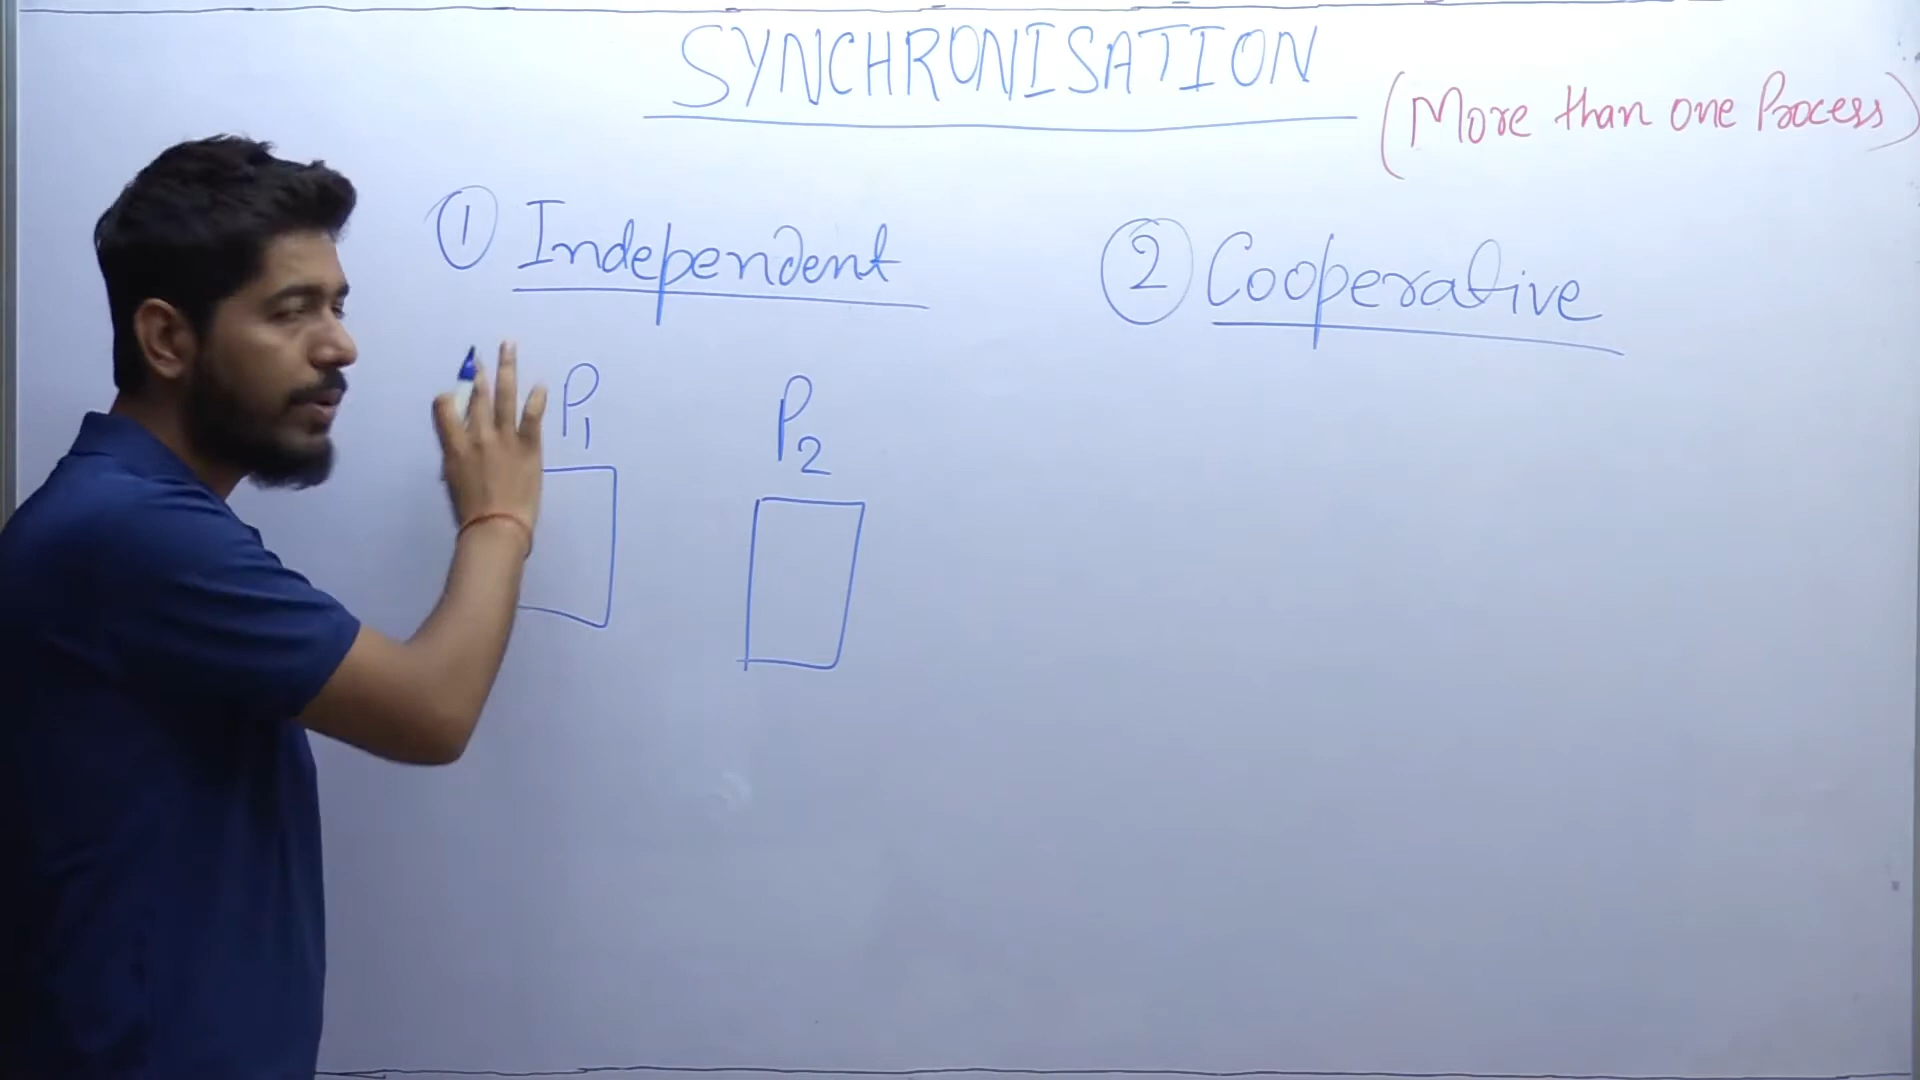 SYNCHRONISATION
(More than one Process)
① Independent
② Cooperative
P1
P2